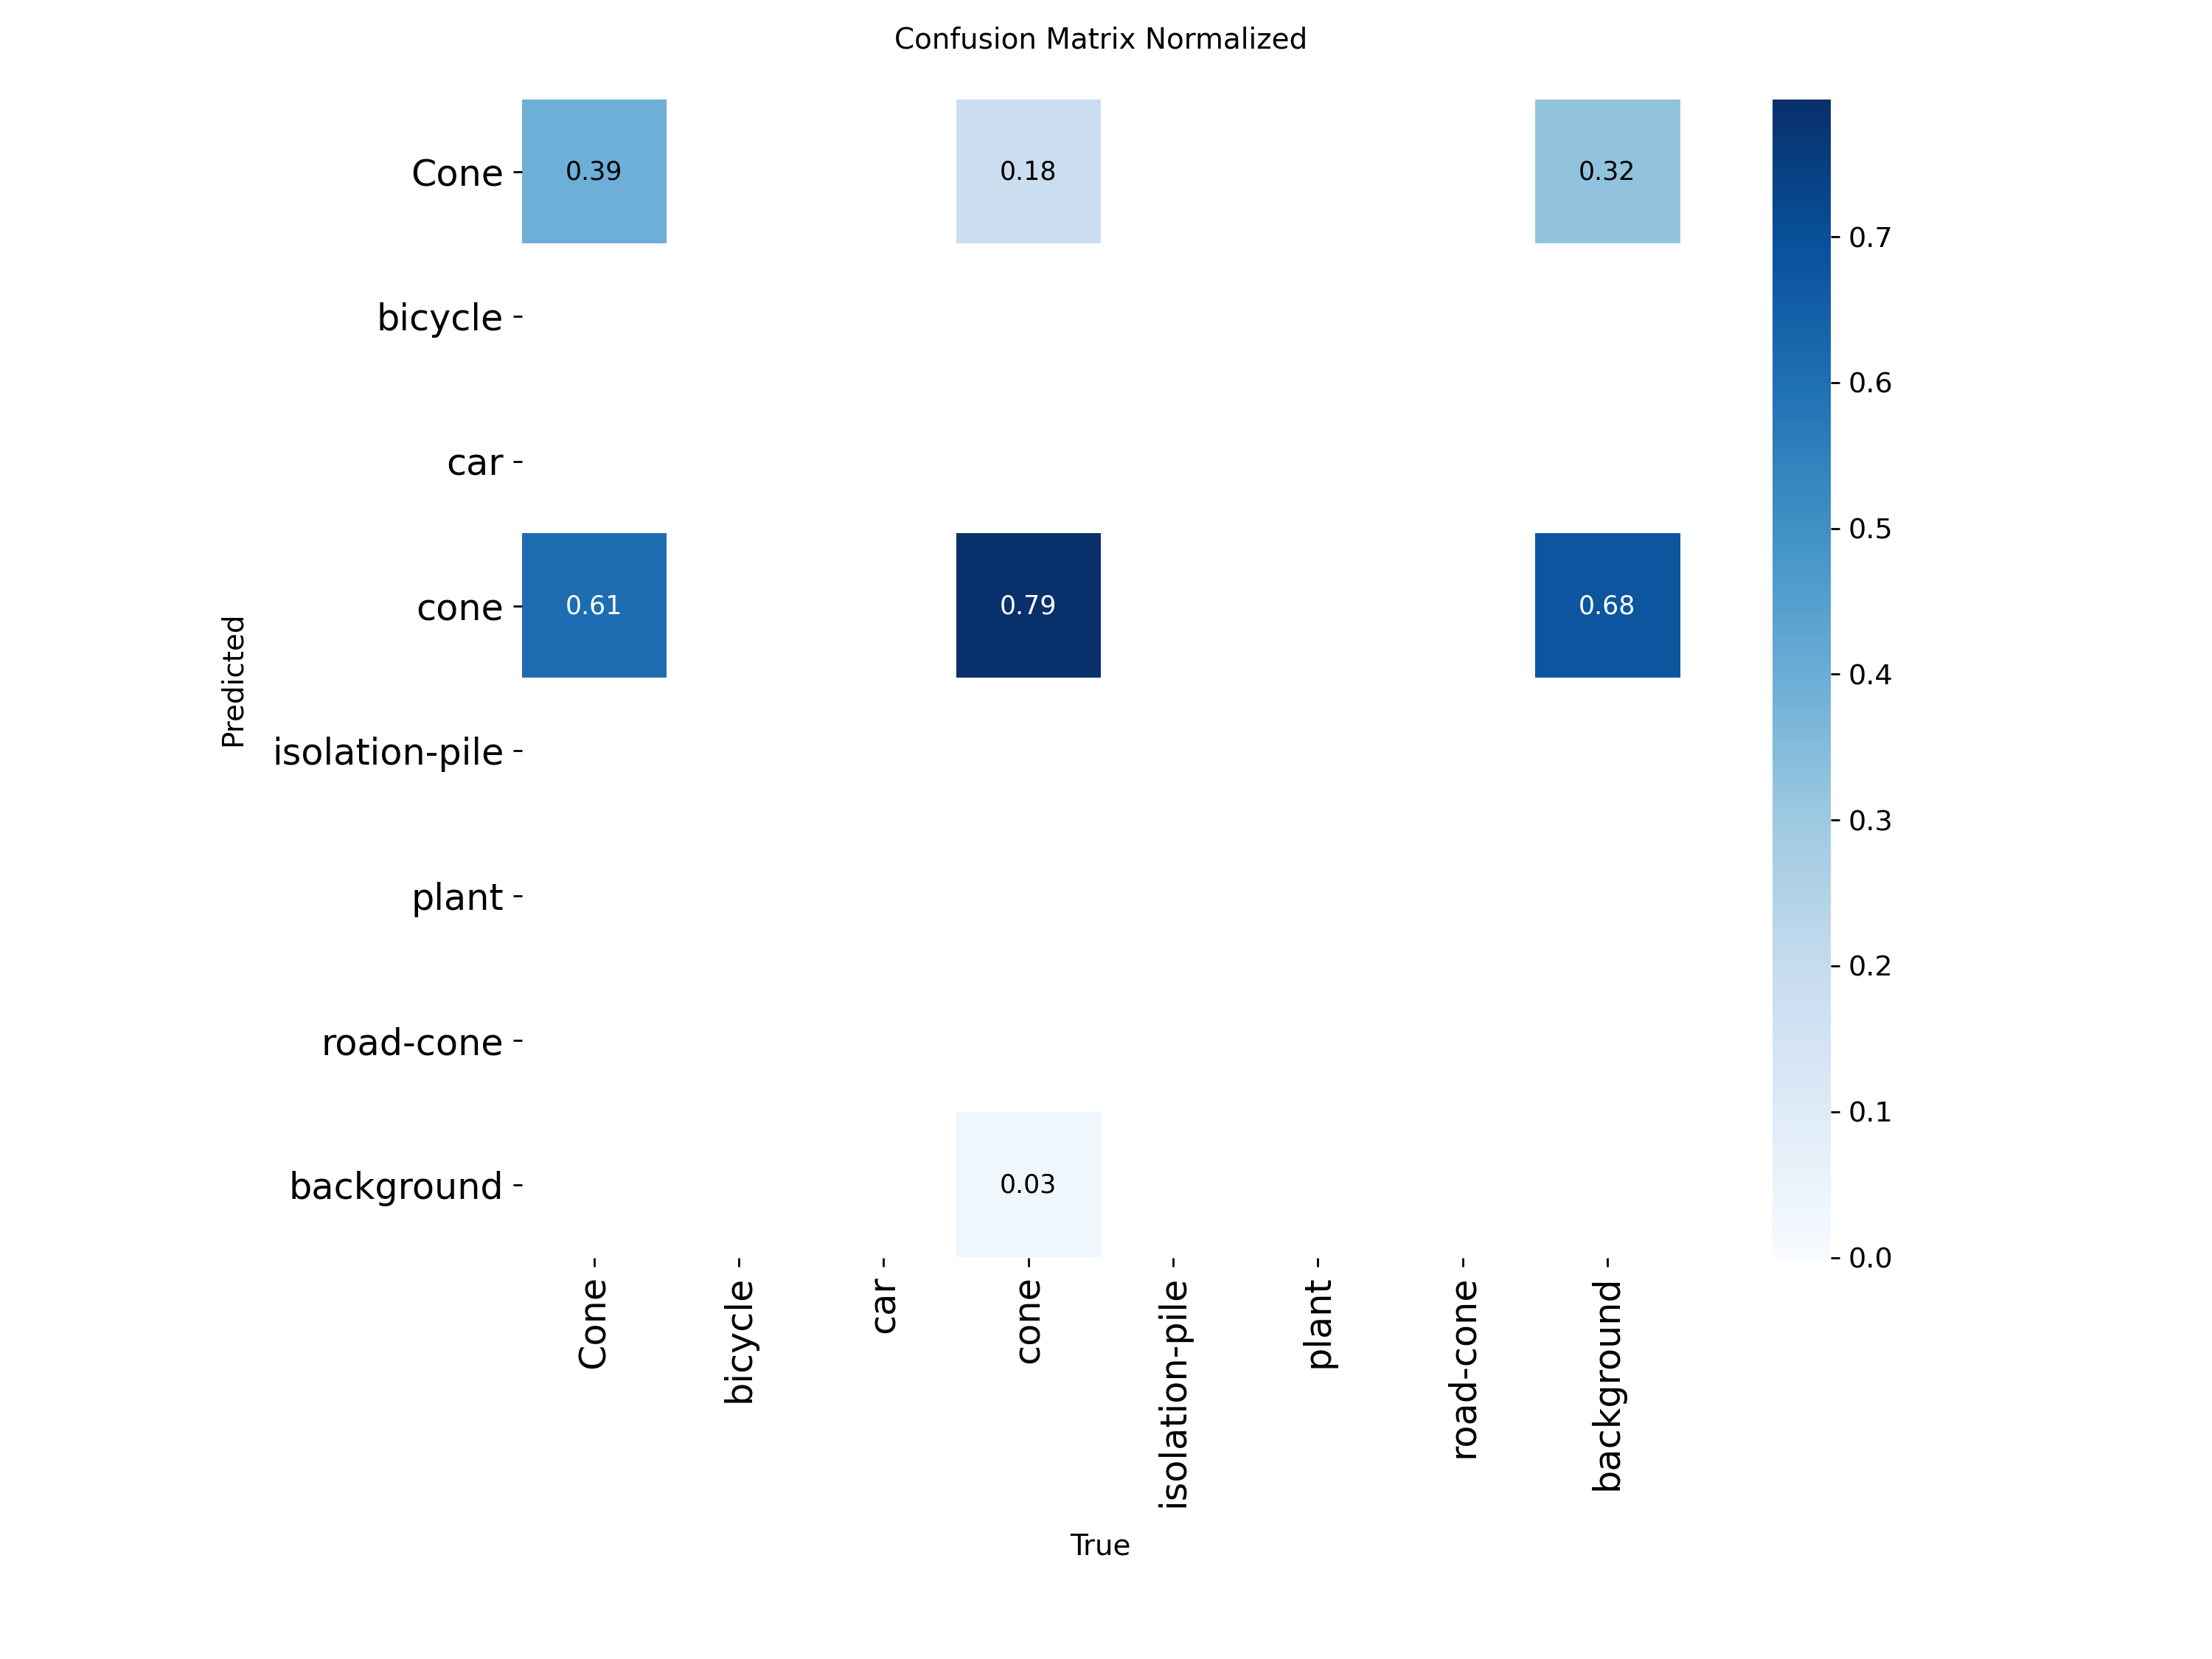 Confusion Matrix Normalized
Cone
0.39
0.18
0.32
bicycle
car
cone
0.61
0.79
0.68
isolation-pile
plant
road-cone
background
0.03
Predicted
Cone
bicycle
car
cone
isolation-pile
plant
road-cone
background
True
0.7
0.6
0.5
0.4
0.3
0.2
0.1
0.0